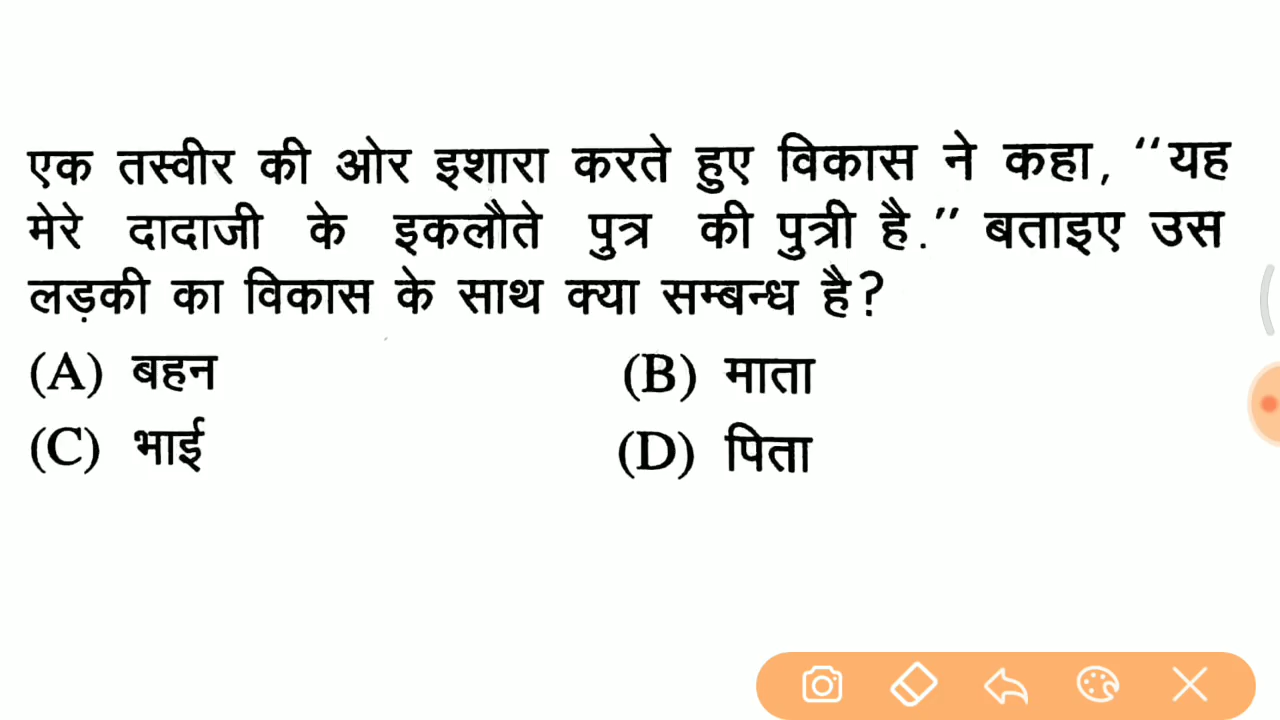 एक तस्वीर की ओर इशारा करते हुए विकास ने कहा, “यह
मेरे दादाजी के इकलौते पुत्र की पुत्री है.” बताइए उस
लड़की का विकास के साथ क्या सम्बन्ध है?
(A) बहन (B) माता
(C) भाई (D) पिता